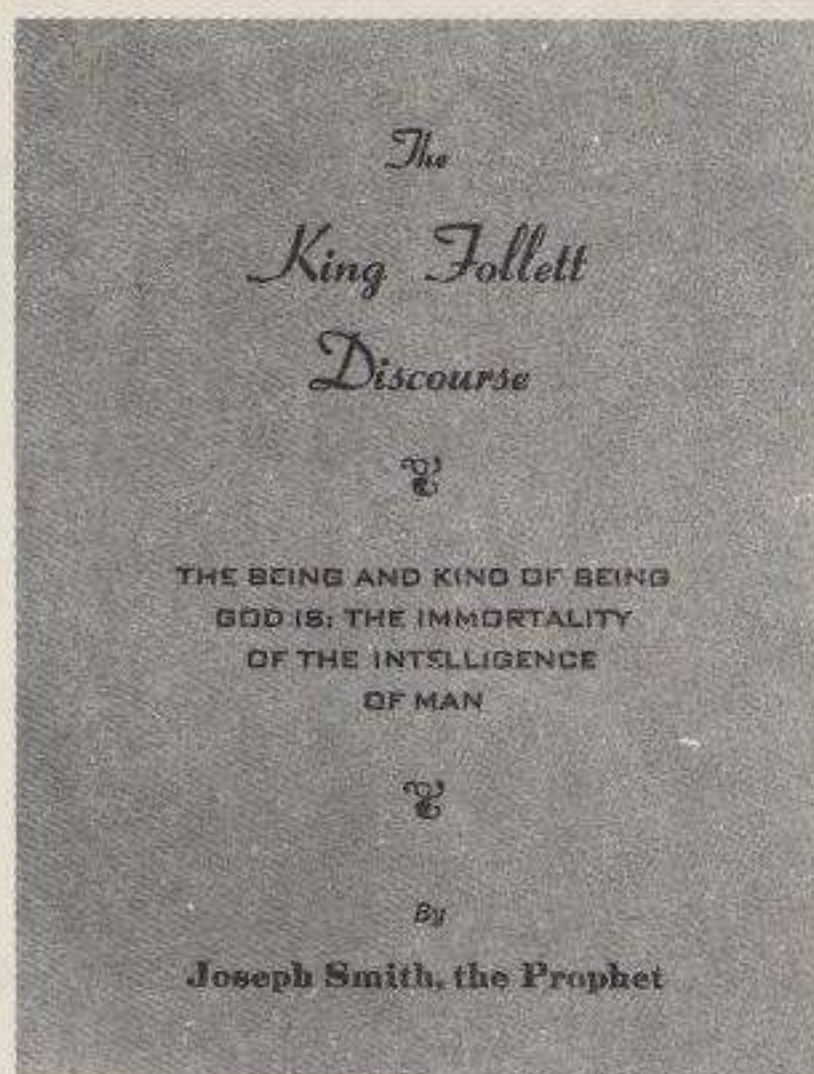 The
King Follett
Discourse
THE BEING AND KIND OF BEING
GOD IS; THE IMMORTALITY
OF THE INTELLIGENCE
OF MAN
By
Joseph Smith, the Prophet